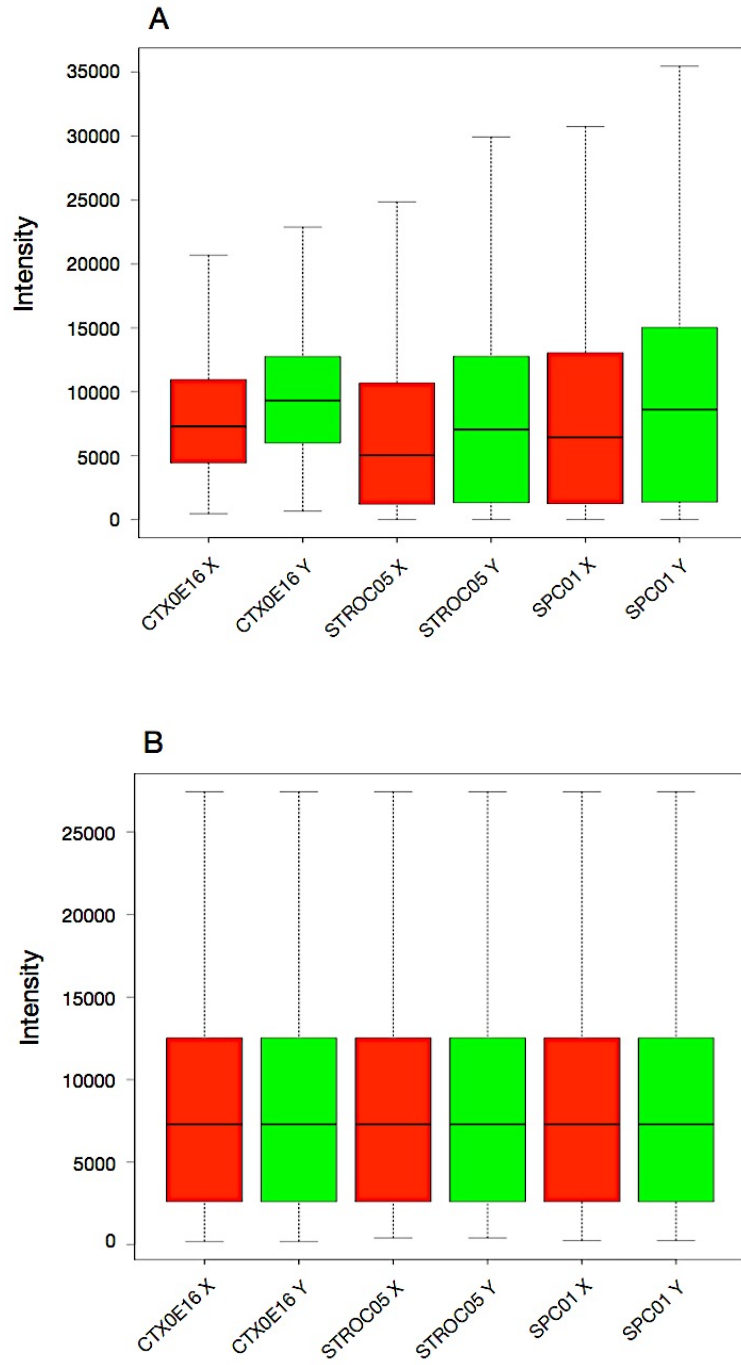 A
35000
30000
25000
20000
15000
10000
5000
0
Intensity
CTX0E16 X
CTX0E16 Y
STROC05 X
STROC05 Y
SPC01 X
SPC01 Y
B
25000
20000
15000
10000
5000
0
Intensity
CTX0E16 X
CTX0E16 Y
STROC05 X
STROC05 Y
SPC01 X
SPC01 Y